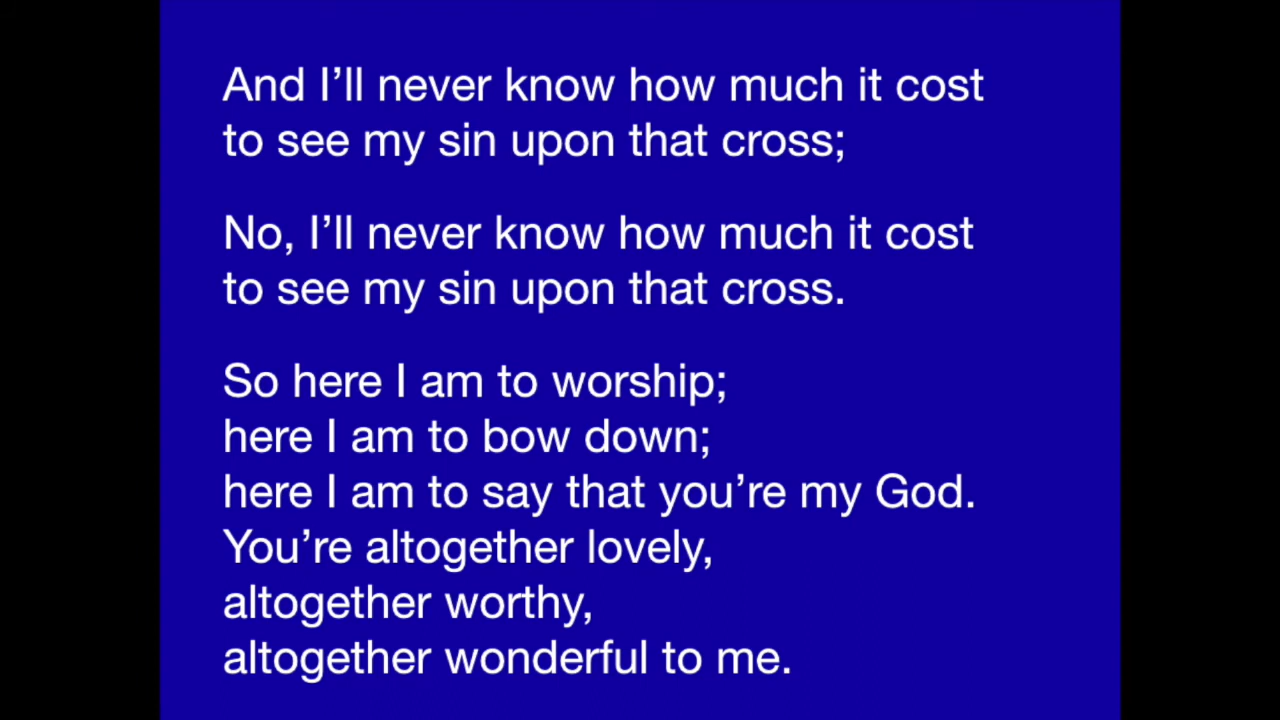 And I’ll never know how much it cost
to see my sin upon that cross;
No, I’ll never know how much it cost
to see my sin upon that cross.
So here I am to worship;
here I am to bow down;
here I am to say that you’re my God.
You’re altogether lovely,
altogether worthy,
altogether wonderful to me.